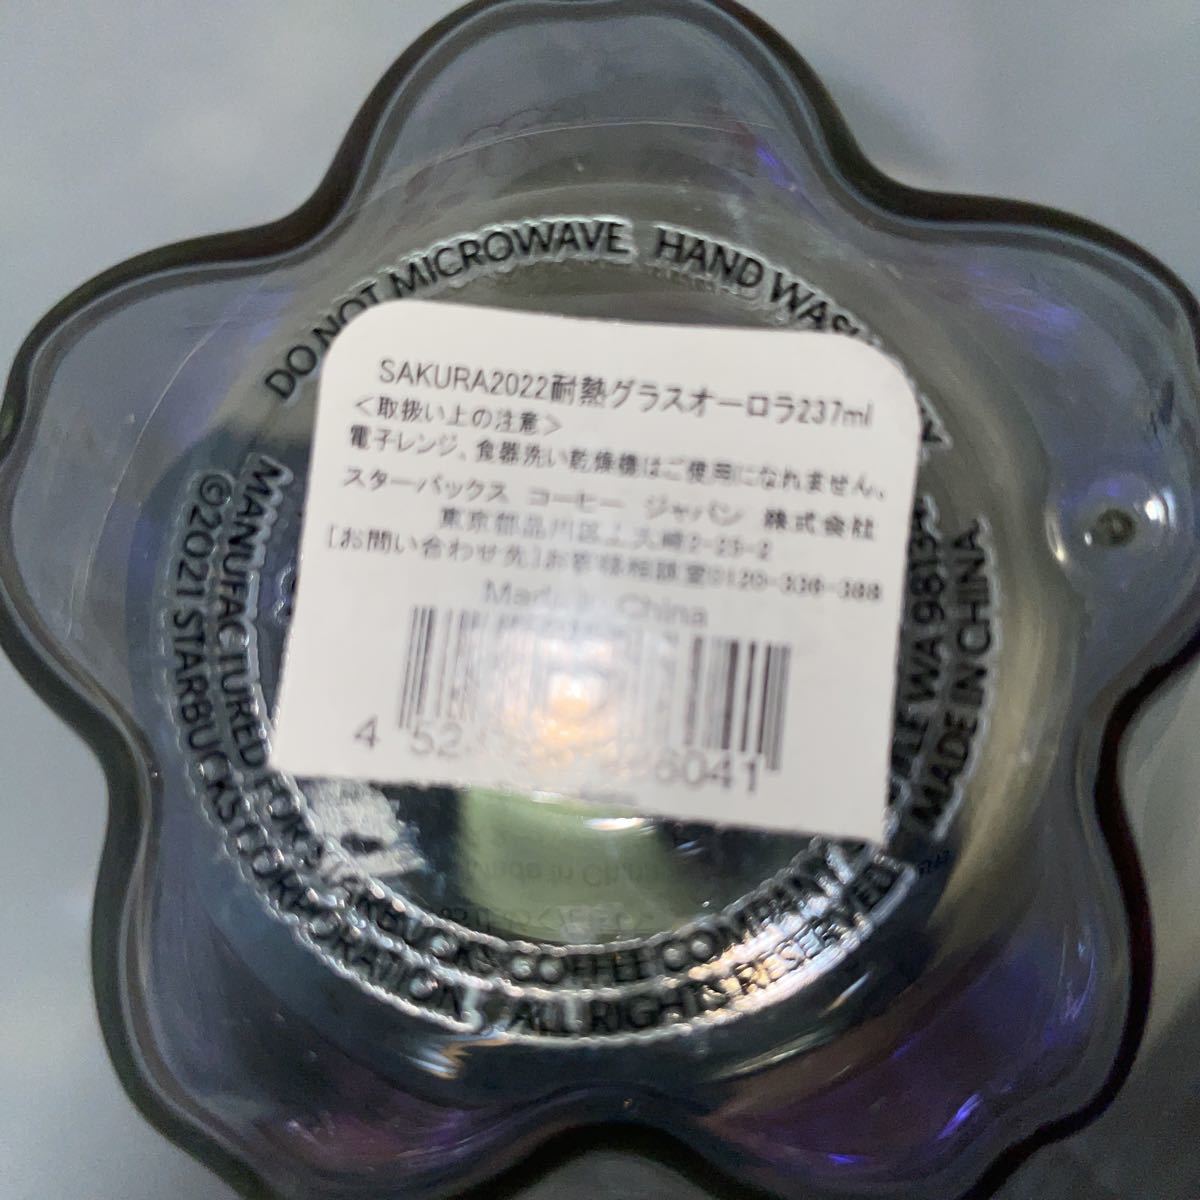 SAKURA2022耐熱グラスオーロラ237ml
<取扱い上の注意>
電子レンジ、食器洗い乾燥機はご使用になれません。
スターバックス コーヒー ジャパン 株式会社
東京都品川区上大崎2-25-2
[お問い合わせ先]お客様相談室0120-336-388
Made in China
4 52 6041
DO NOT MICROWAVE. HAND WASH
MANUFACTURED FOR STARBUCKS COFFEE COMPANY WA 98134
©2021 STARBUCKS CORPORATION. ALL RIGHTS RESERVED. MADE IN CHINA